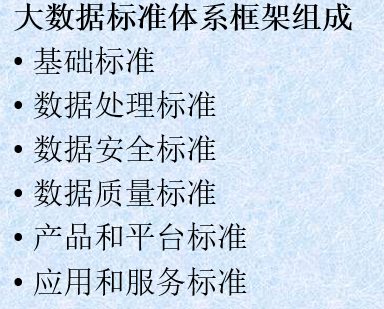 大数据标准体系框架组成
• 基础标准
• 数据处理标准
• 数据安全标准
• 数据质量标准
• 产品和平台标准
• 应用和服务标准